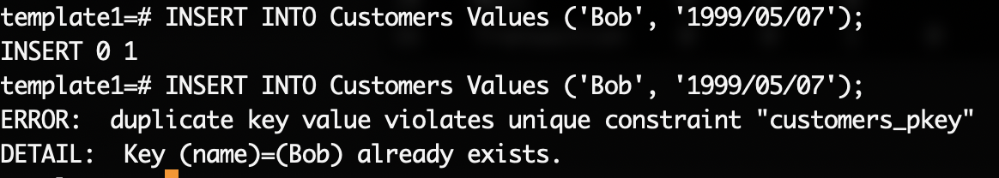 template1=# INSERT INTO Customers Values ('Bob', '1999/05/07');
INSERT 0 1
template1=# INSERT INTO Customers Values ('Bob', '1999/05/07');
ERROR:  duplicate key value violates unique constraint "customers_pkey"
DETAIL:  Key (name)=(Bob) already exists.